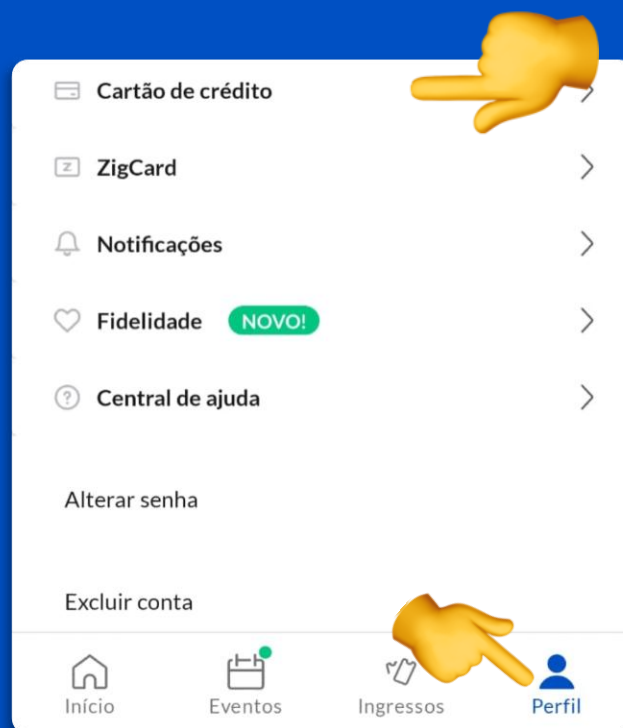 Cartão de crédito
Z ZigCard
Notificações
Fidelidade NOVO!
? Central de ajuda
Alterar senha
Excluir conta
Início Eventos Ingressos Perfil